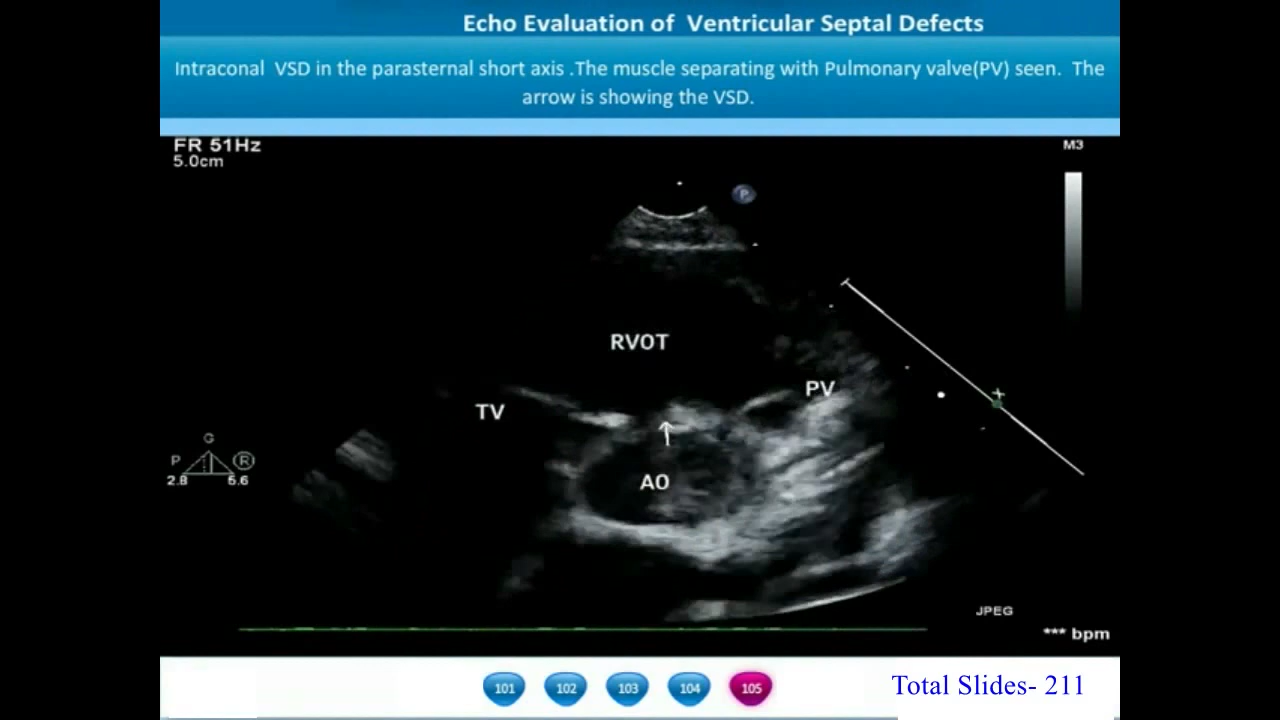 Echo Evaluation of Ventricular Septal Defects
Intraconal VSD in the parasternal short axis .The muscle separating with Pulmonary valve(PV) seen. The
arrow is showing the VSD.
FR 51Hz
5.0cm
M3
P
RVOT
PV
TV
AO
G
P R
2.8 5.6
JPEG
*** bpm
101 102 103 104 105
Total Slides- 211